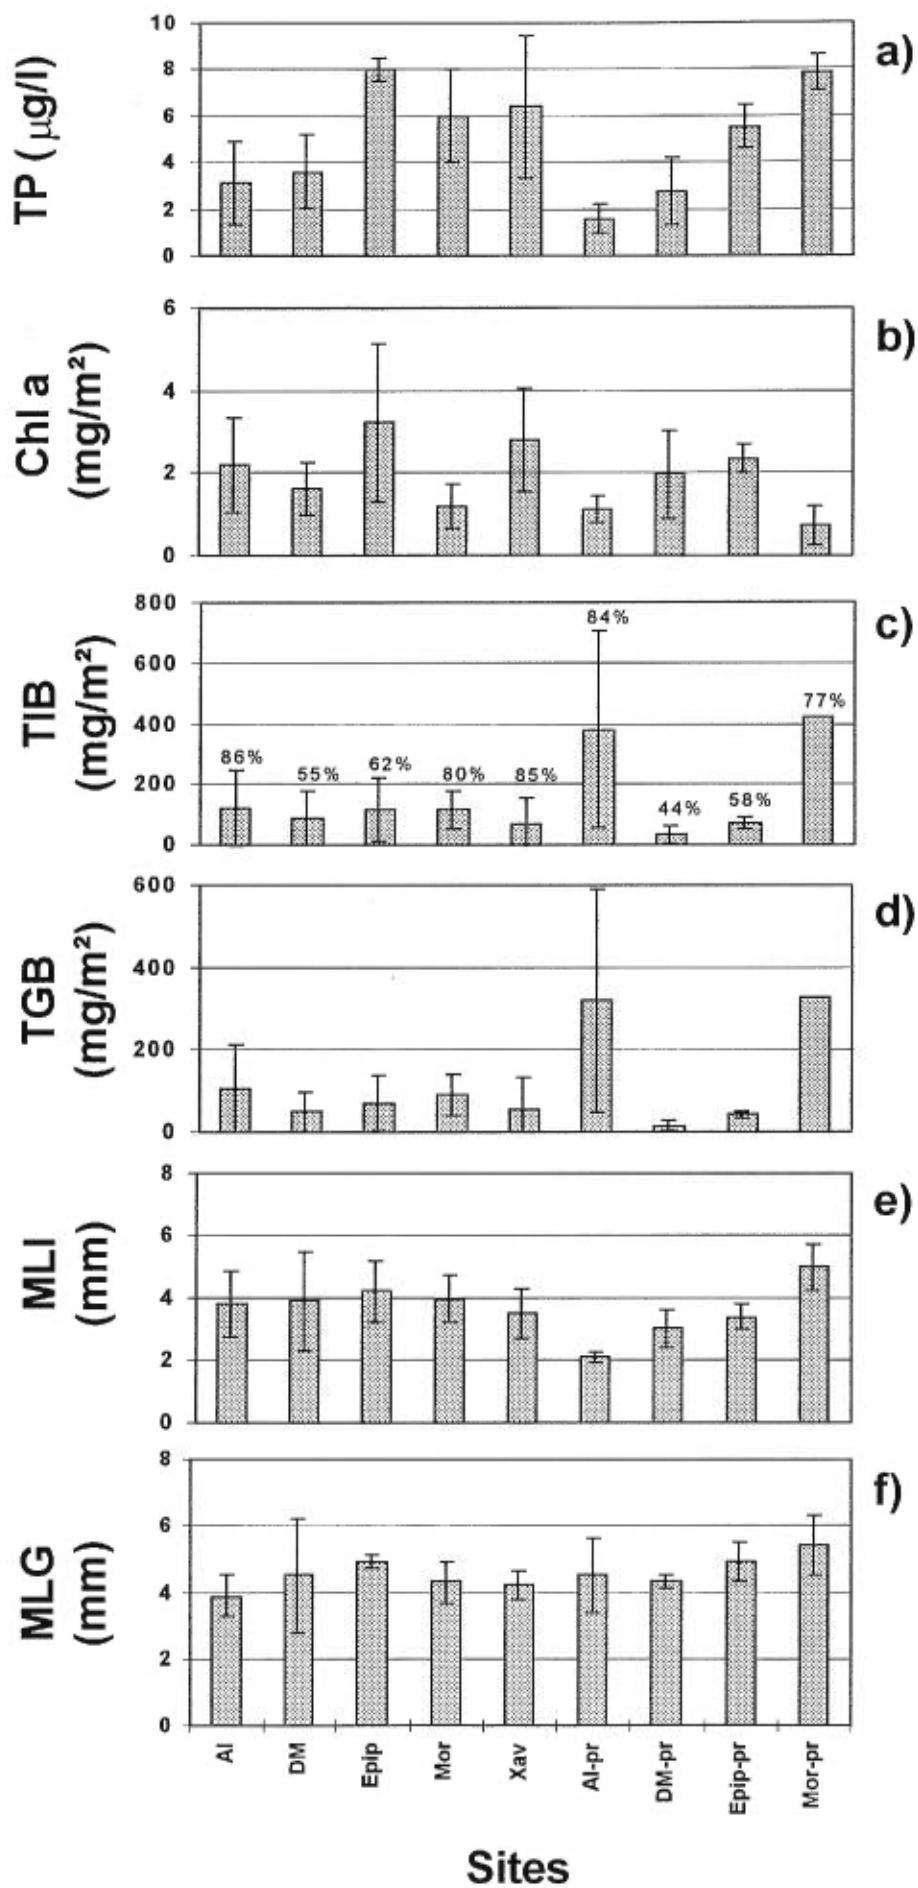 a)
TP ( µg/l)
10
8
6
4
2
0
b)
Chl a
(mg/m²)
6
4
2
0
c)
TIB
(mg/m²)
800
600
400
200
0
86%
55%
62%
80%
85%
84%
44%
58%
77%
d)
TGB
(mg/m²)
600
400
200
0
e)
MLI
(mm)
8
6
4
2
0
f)
MLG
(mm)
8
6
4
2
0
Al
DM
Epip
Mor
Xav
Al-pr
DM-pr
Epip-pr
Mor-pr
Sites